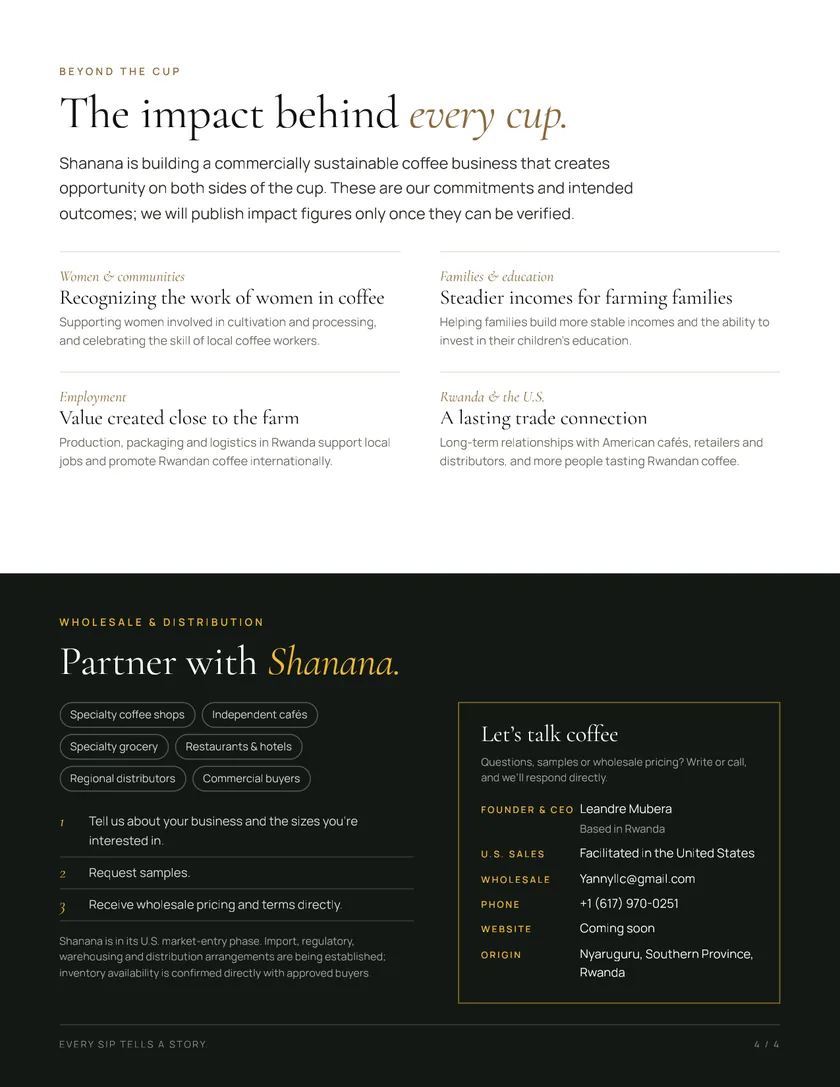 BEYOND THE CUP
The impact behind every cup.
Shanana is building a commercially sustainable coffee business that creates
opportunity on both sides of the cup. These are our commitments and intended
outcomes; we will publish impact figures only once they can be verified.
Women & communities
Recognizing the work of women in coffee
Supporting women involved in cultivation and processing,
and celebrating the skill of local coffee workers.
Families & education
Steadier incomes for farming families
Helping families build more stable incomes and the ability to
invest in their children's education.
Employment
Value created close to the farm
Production, packaging and logistics in Rwanda support local
jobs and promote Rwandan coffee internationally.
Rwanda & the U.S.
A lasting trade connection
Long-term relationships with American cafés, retailers and
distributors, and more people tasting Rwandan coffee.
WHOLESALE & DISTRIBUTION
Partner with Shanana.
Specialty coffee shops
Independent cafés
Specialty grocery
Restaurants & hotels
Regional distributors
Commercial buyers
1 Tell us about your business and the sizes you're
interested in.
2 Request samples.
3 Receive wholesale pricing and terms directly.
Shanana is in its U.S. market-entry phase. Import, regulatory,
warehousing and distribution arrangements are being established;
inventory availability is confirmed directly with approved buyers.
Let's talk coffee
Questions, samples or wholesale pricing? Write or call,
and we'll respond directly.
FOUNDER & CEO Leandre Mubera
Based in Rwanda
U.S. SALES Facilitated in the United States
WHOLESALE Yannyllc@gmail.com
PHONE +1 (617) 970-0251
WEBSITE Coming soon
ORIGIN Nyaruguru, Southern Province,
Rwanda
EVERY SIP TELLS A STORY.
4 / 4